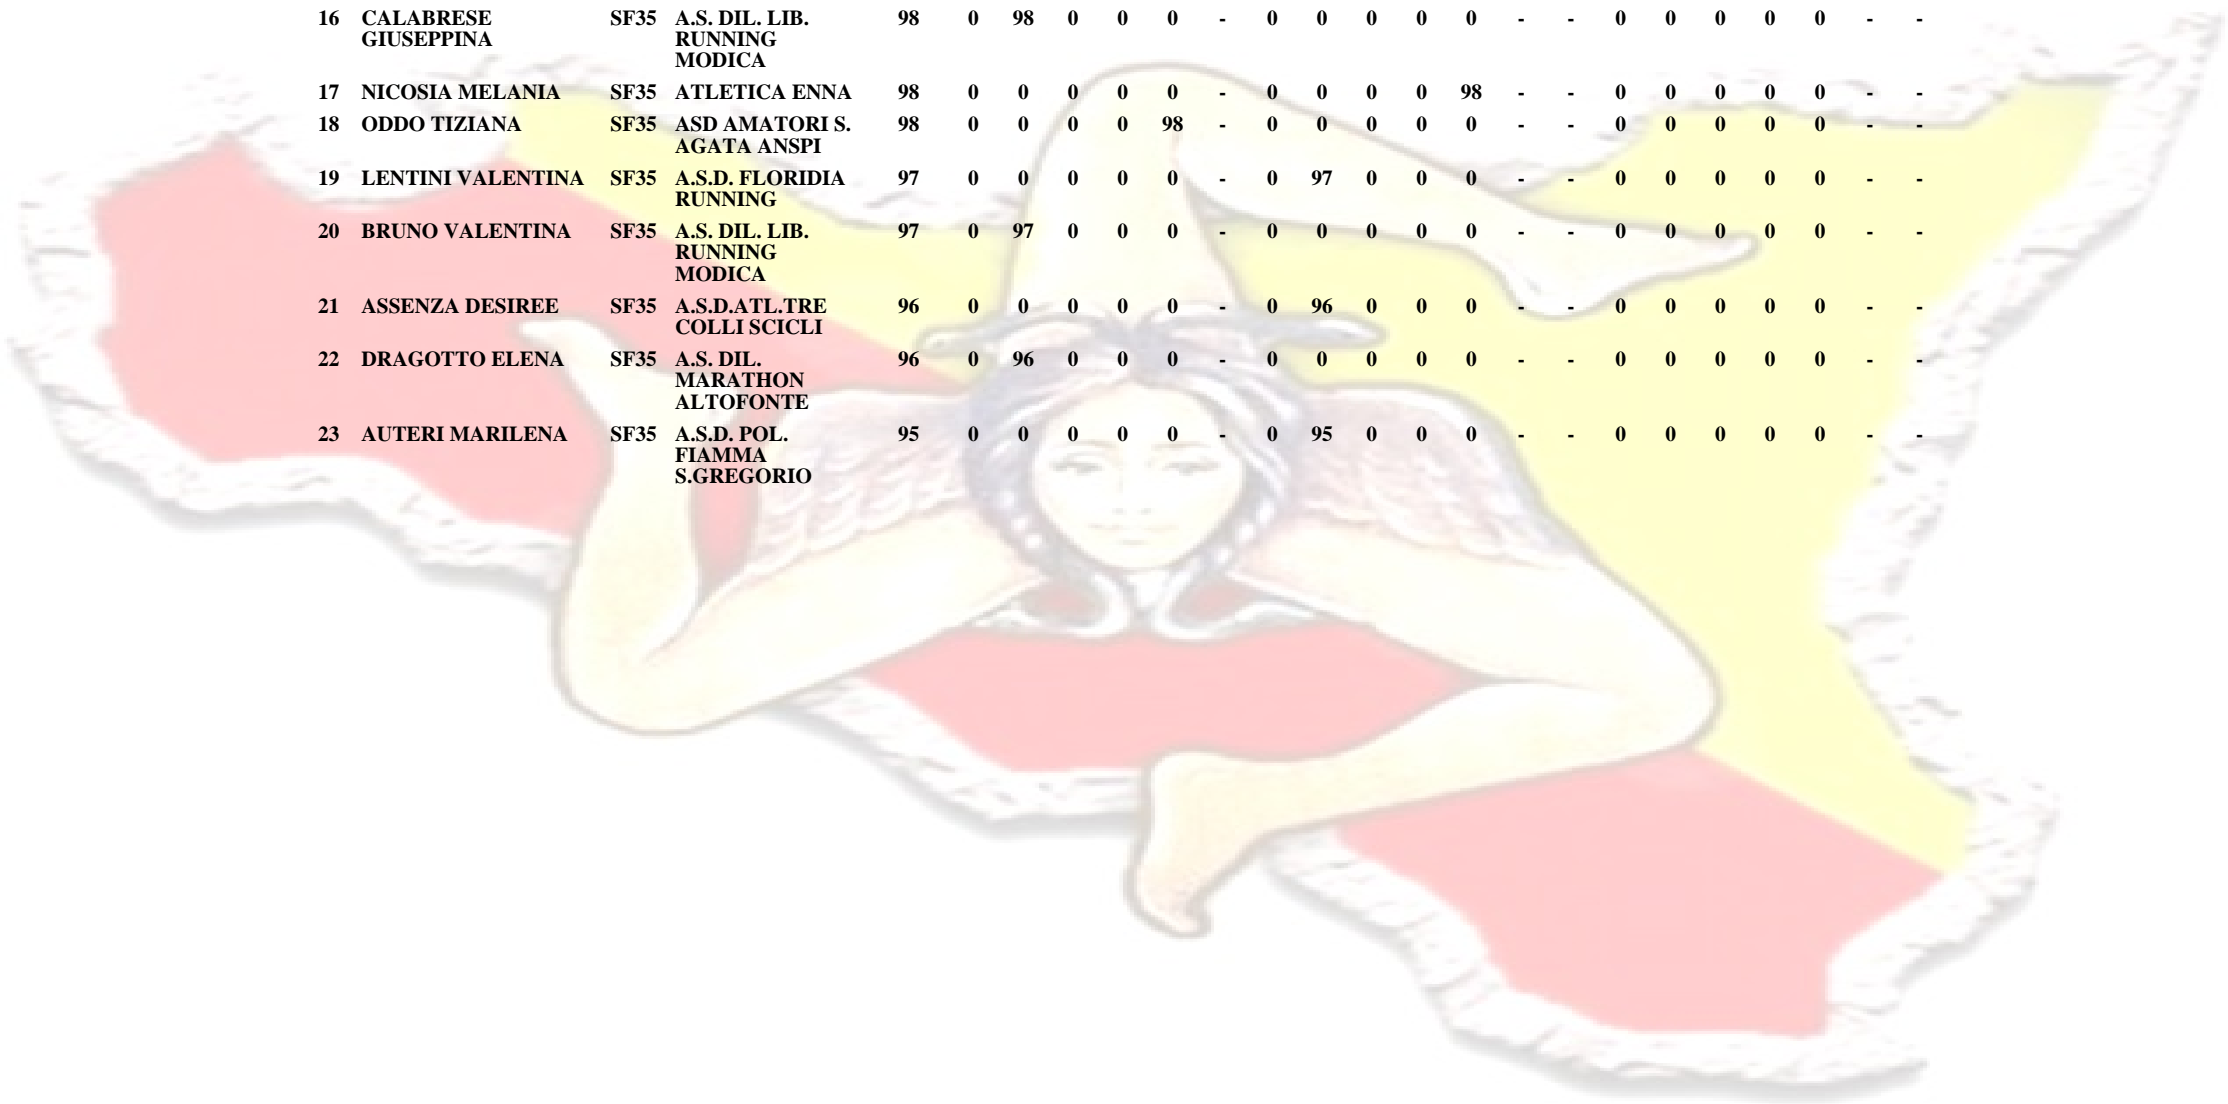 16 CALABRESE SF35 A.S. DIL. LIB. 98 0 98 0 0 0 - 0 0 0 0 0 - - 0 0 0 0 0 - -
GIUSEPPINA RUNNING
MODICA
17 NICOSIA MELANIA SF35 ATLETICA ENNA 98 0 0 0 0 0 - 0 0 0 0 98 - - 0 0 0 0 0 - -
18 ODDO TIZIANA SF35 ASD AMATORI S. 98 0 0 0 0 98 - 0 0 0 0 0 - - 0 0 0 0 0 - -
AGATA ANSPI
19 LENTINI VALENTINA SF35 A.S.D. FLORIDIA 97 0 0 0 0 0 - 0 97 0 0 0 - - 0 0 0 0 0 - -
RUNNING
20 BRUNO VALENTINA SF35 A.S. DIL. LIB. 97 0 97 0 0 0 - 0 0 0 0 0 - - 0 0 0 0 0 - -
RUNNING
MODICA
21 ASSENZA DESIREE SF35 A.S.D.ATL.TRE 96 0 0 0 0 0 - 0 96 0 0 0 - - 0 0 0 0 0 - -
COLLI SCICLI
22 DRAGOTTO ELENA SF35 A.S. DIL. 96 0 96 0 0 0 - 0 0 0 0 0 - - 0 0 0 0 0 - -
MARATHON
ALTOFONTE
23 AUTERI MARILENA SF35 A.S.D. POL. 95 0 0 0 0 0 - 0 95 0 0 0 - - 0 0 0 0 0 - -
FIAMMA
S.GREGORIO